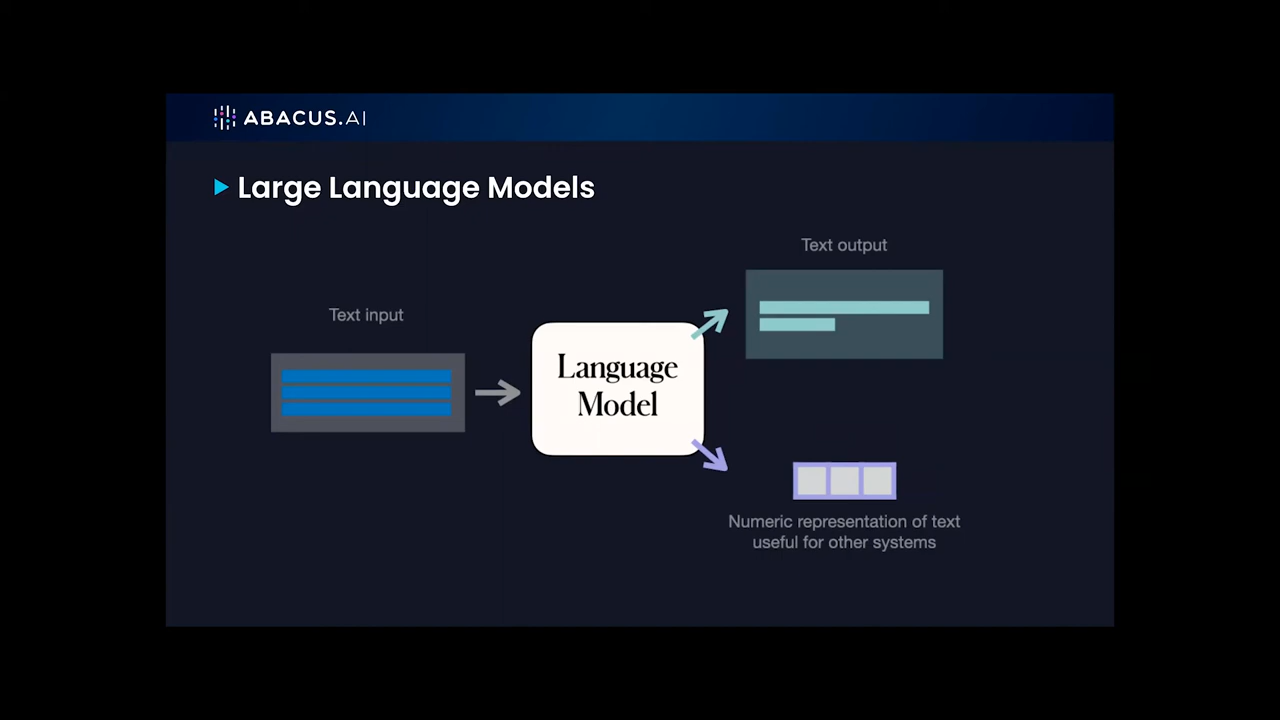 ABACUS.AI
Large Language Models
Text output
Text input
Language
Model
Numeric representation of text
useful for other systems